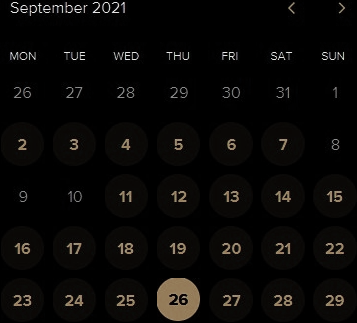 September 2021
MON TUE WED THU FRI SAT SUN
26 27 28 29 30 31 1
2 3 4 5 6 7 8
9 10 11 12 13 14 15
16 17 18 19 20 21 22
23 24 25 26 27 28 29